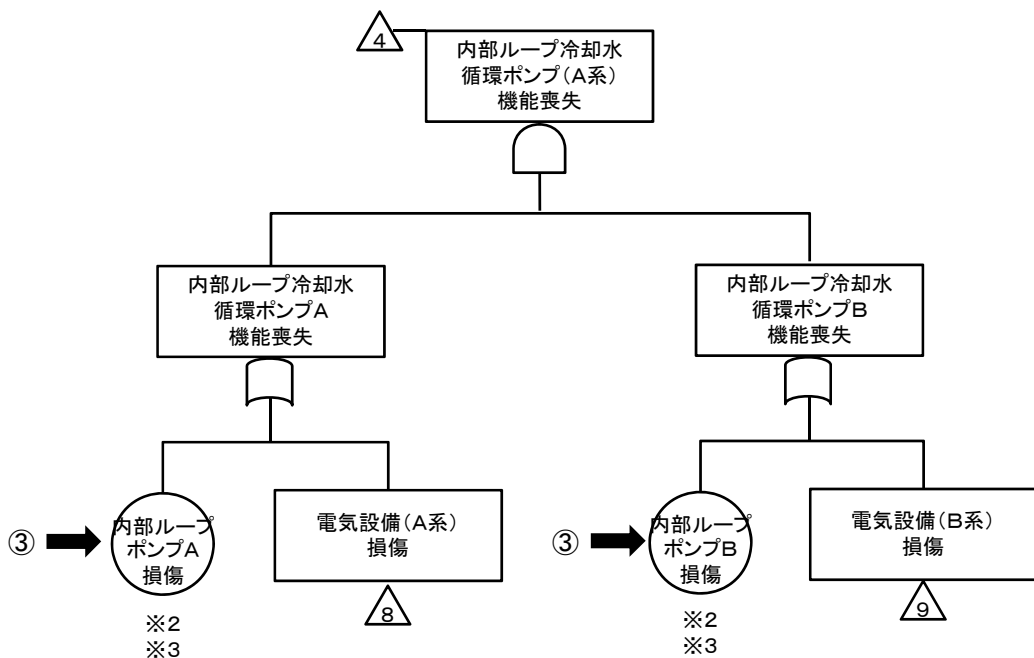 4
内部ループ冷却水
循環ポンプ(A系)
機能喪失
内部ループ冷却水
循環ポンプA
機能喪失
内部ループ冷却水
循環ポンプB
機能喪失
③
内部ループ
ポンプA
損傷
※2
※3
電気設備(A系)
損傷
8
③
内部ループ
ポンプB
損傷
※2
※3
電気設備(B系)
損傷
9